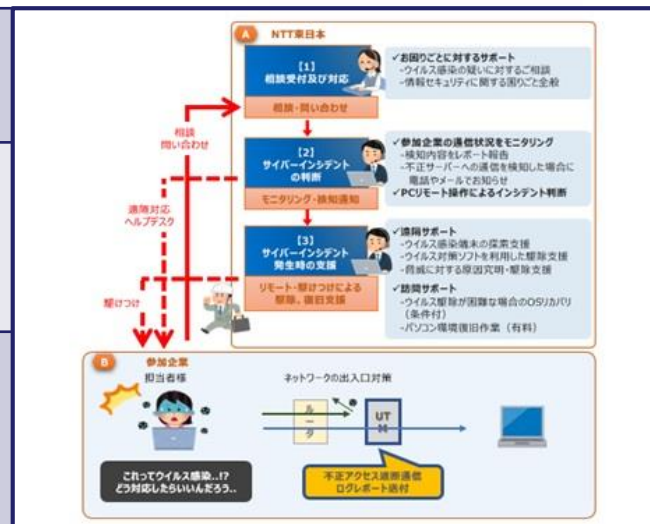 A NTT東日本
【1】
相談受付及び対応
相談・問い合わせ
✓お困りごとに対するサポート
-ウイルス感染の疑いに対するご相談
-情報セキュリティに関する困りごと全般
相談
問い合わせ
【2】
サイバーインシデント
の判断
モニタリング・検知通知
✓参加企業の通信状況をモニタリング
-検知内容をレポート報告
-不正サーバーへの通信を検知した場合に
電話やメールでお知らせ
✓PCリモート操作によるインシデント判断
遠隔対応
ヘルプデスク
【3】
サイバーインシデント
発生時の支援
リモート・駆けつけによる
駆除、復旧支援
✓遠隔サポート
-ウイルス感染端末の探索支援
-ウイルス対策ソフトを利用した駆除支援
-脅威に対する原因究明・駆除支援
✓訪問サポート
-ウイルス駆除が困難な場合のOSリカバリ
(条件付)
-パソコン環境復旧作業(有料)
駆けつけ
B 参加企業
担当者様
ネットワークの出入口対策
ルータ
UT
M
これってウイルス感染..!?
どう対応したらいいんだろう..
不正アクセス遮断通信
ログレポート送付